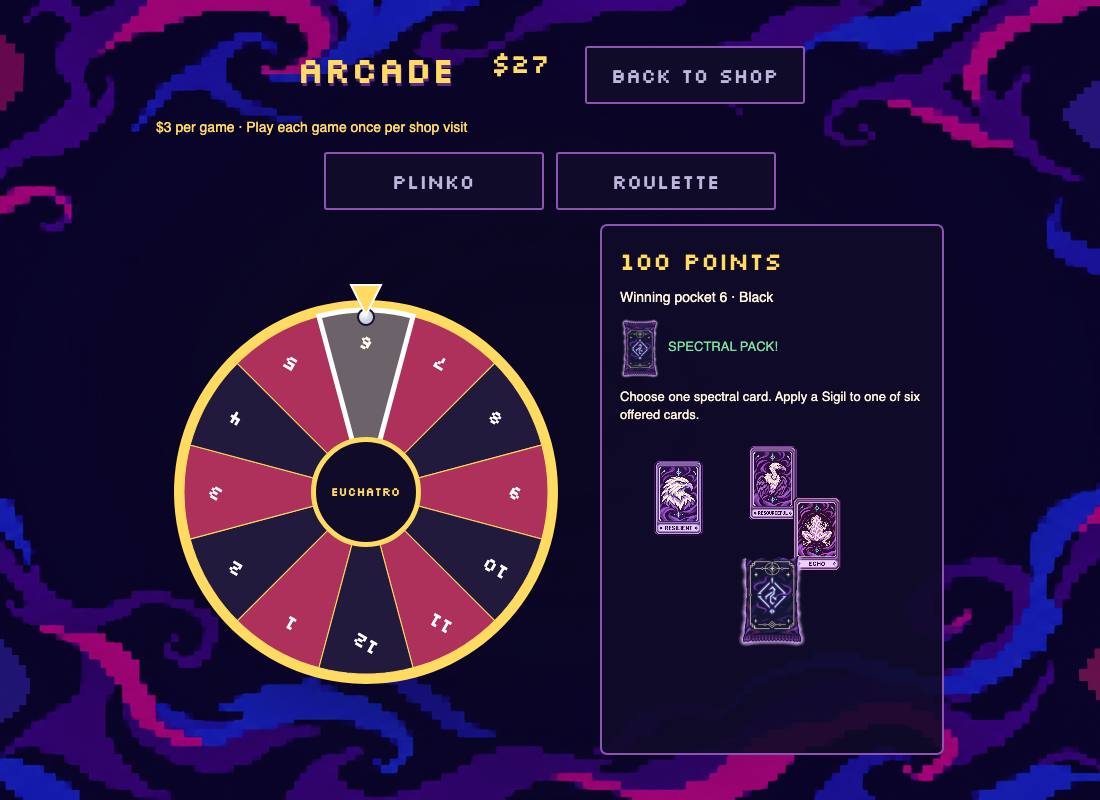 ARCADE
$27
BACK TO SHOP
$3 per game · Play each game once per shop visit
PLINKO
ROULETTE
100 POINTS
Winning pocket 6 · Black
SPECTRAL PACK!
Choose one spectral card. Apply a Sigil to one of six
offered cards.
RESILIENT
RESOURCEFUL
ECHO
6
7
8
9
10
11
12
1
2
3
4
5
EUCHATRO